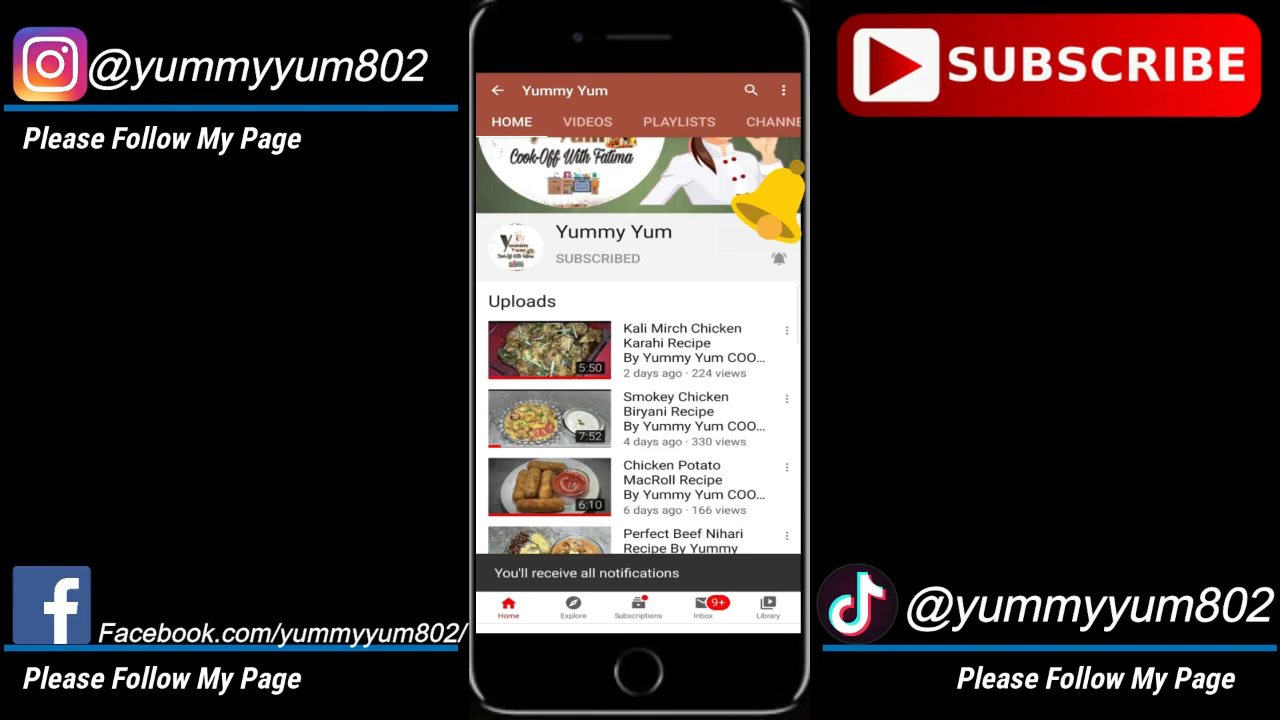 @yummyyum802
Please Follow My Page
SUBSCRIBE
Yummy Yum
HOME VIDEOS PLAYLISTS CHANNE
Yum
Cook-Off With Fatima
Yummy Yum
SUBSCRIBED
Uploads
Kali Mirch Chicken
Karahi Recipe
By Yummy Yum COO...
2 days ago · 224 views
5:50
Smokey Chicken
Biryani Recipe
By Yummy Yum COO...
4 days ago · 330 views
7:52
Chicken Potato
MacRoll Recipe
By Yummy Yum COO...
6 days ago · 166 views
6:10
Perfect Beef Nihari
Recipe By Yummy
You'll receive all notifications
9+
Home Explore Subscriptions Inbox Library
Facebook.com/yummyyum802/
Please Follow My Page
@yummyyum802
Please Follow My Page